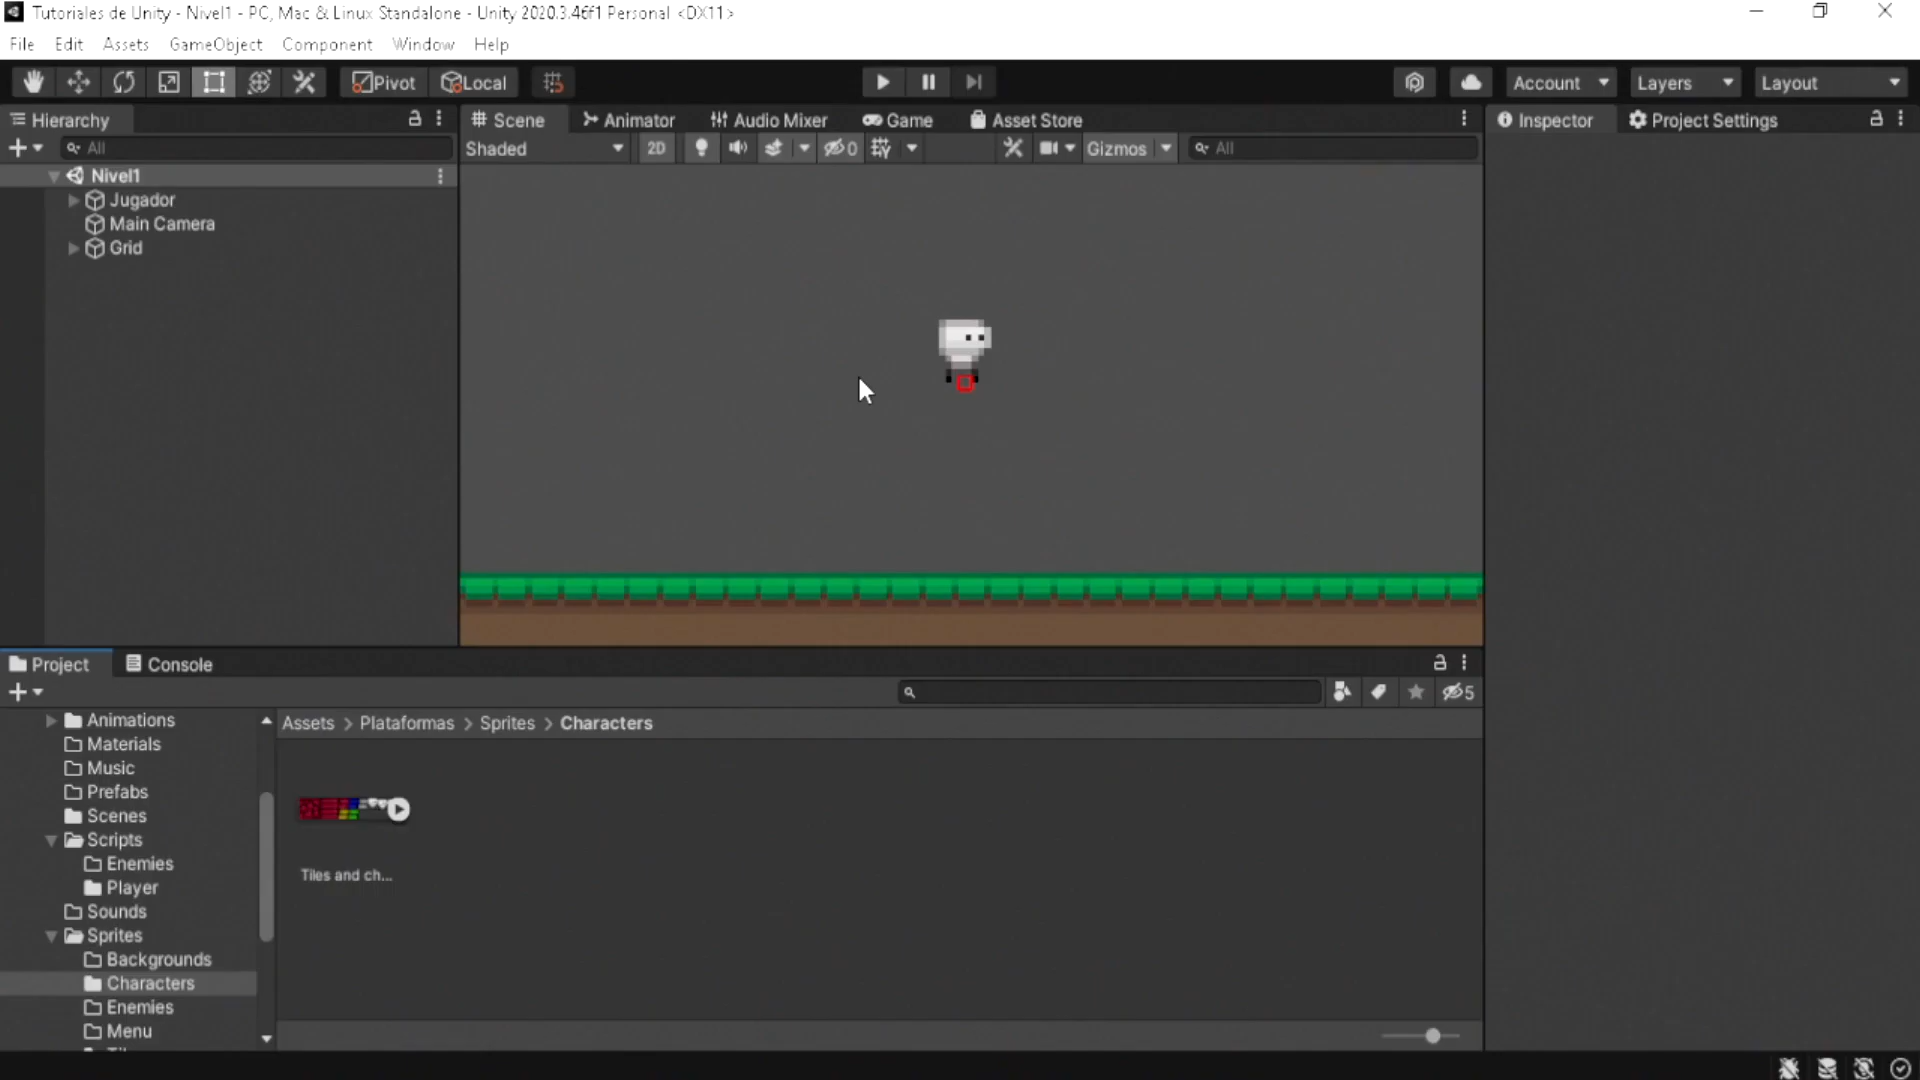 Tutoriales de Unity - Nivel1 - PC, Mac & Linux Standalone - Unity 2020.3.46f1 Personal <DX11>
File Edit Assets GameObject Component Window Help
Pivot Local Account Layers Layout
Hierarchy Scene Animator Audio Mixer Game Asset Store Inspector Project Settings
All Shaded 2D 0 Gizmos All
Nivel1
Jugador
Main Camera
Grid
Project Console
5
Animations
Assets > Plataformas > Sprites > Characters
Materials
Music
Prefabs
Scenes
Scripts
Enemies
Tiles and ch...
Player
Sounds
Sprites
Backgrounds
Characters
Enemies
Menu